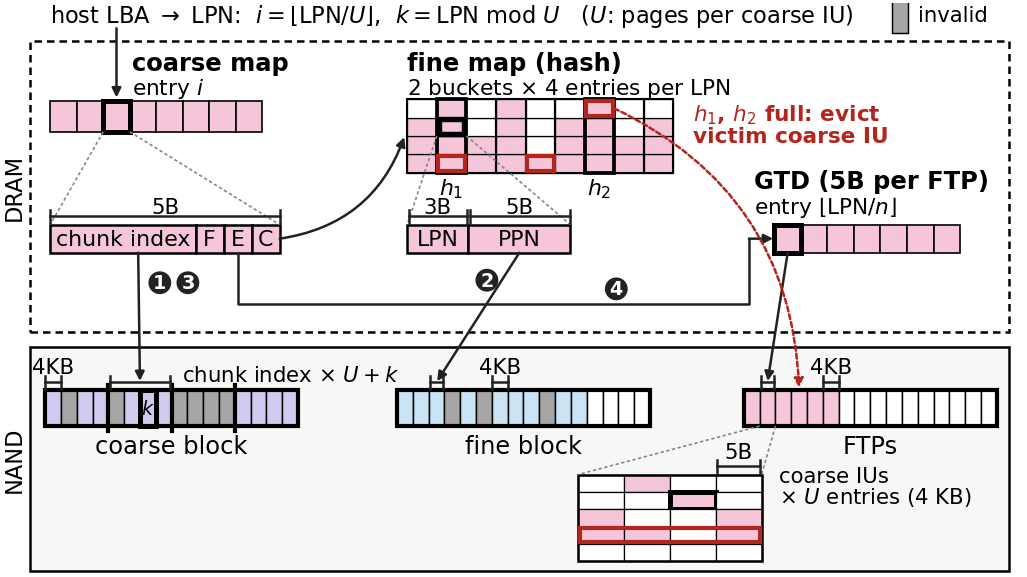 host LBA → LPN: i = ⌊LPN/U⌋, k = LPN mod U (U: pages per coarse IU)
invalid
DRAM
coarse map
entry i
5B
chunk index F E C
fine map (hash)
2 buckets × 4 entries per LPN
h₁
h₂
3B
5B
LPN PPN
h₁, h₂ full: evict
victim coarse IU
GTD (5B per FTP)
entry ⌊LPN/n⌋
❶ ❸
❷
❹
NAND
4KB
chunk index × U + k
k
coarse block
4KB
fine block
4KB
FTPs
5B
coarse IUs
× U entries (4 KB)